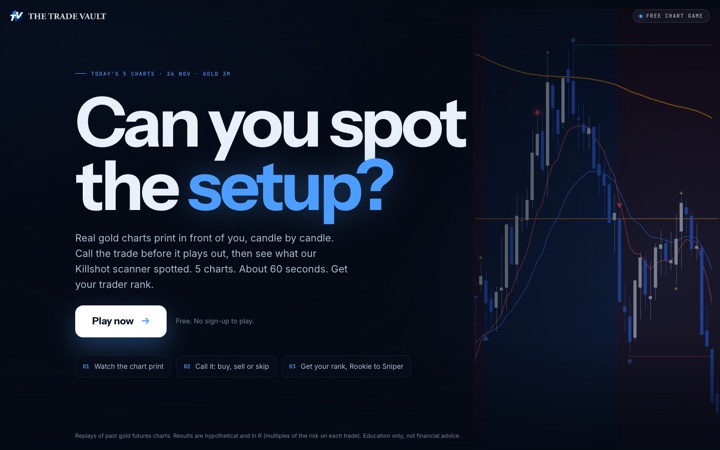 THE TRADE VAULT
FREE CHART GAME
TODAY'S 5 CHARTS · 26 NOV · GOLD 3M
Can you spot
the setup?
Real gold charts print in front of you, candle by candle.
Call the trade before it plays out, then see what our
Killshot scanner spotted. 5 charts. About 60 seconds. Get
your trader rank.
Play now →
Free. No sign-up to play.
01 Watch the chart print
02 Call it: buy, sell or skip
03 Get your rank, Rookie to Sniper
Replays of past gold futures charts. Results are hypothetical and in R (multiples of the risk on each trade). Education only, not financial advice.